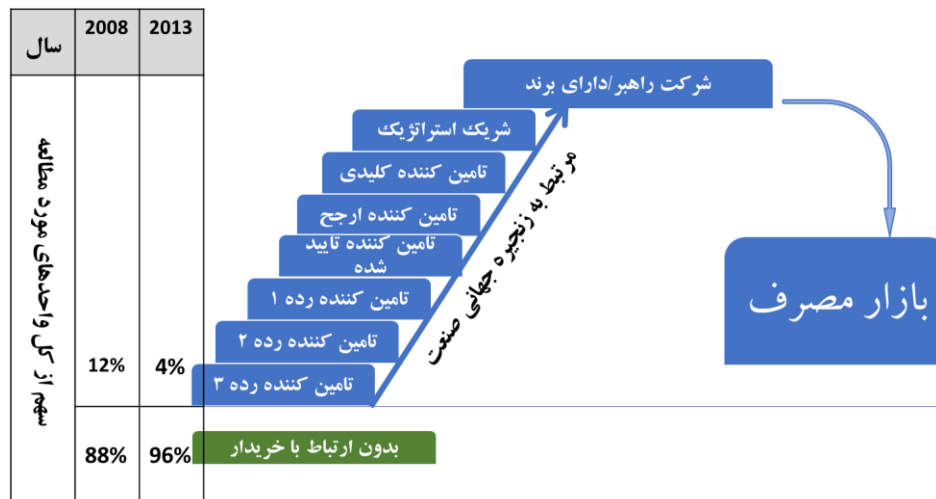 سال
2008
2013
سهم از کل واحدهای مورد مطالعه
12%
4%
88%
96%
شرکت راهبر/دارای برند
شریک استراتژیک
تامین کننده کلیدی
تامین کننده ارجح
تامین کننده تایید
شده
تامین کننده رده ۱
تامین کننده رده ۲
تامین کننده رده ۳
بدون ارتباط با خریدار
مرتبط به زنجیره جهانی صنعت
بازار مصرف